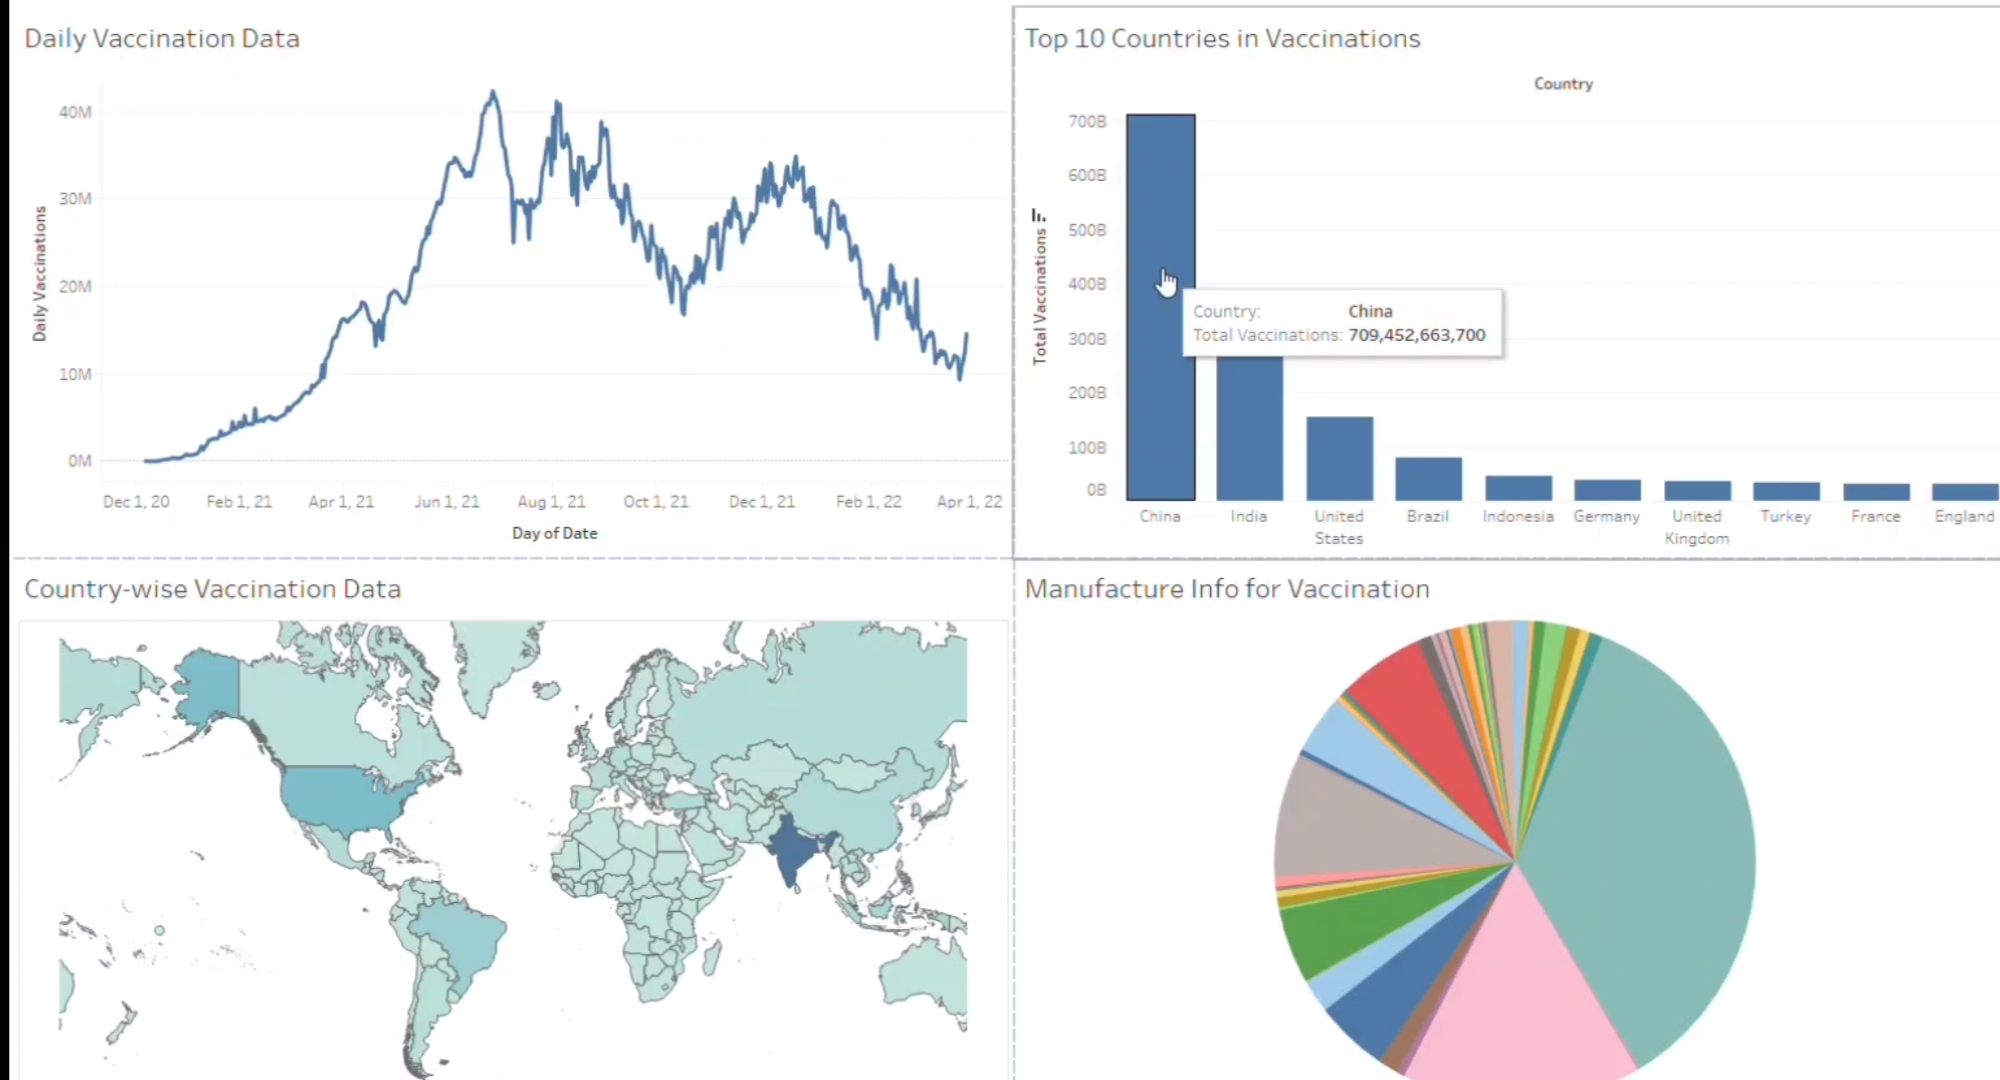 Daily Vaccination Data
40M
30M
20M
10M
0M
Daily Vaccinations
Dec 1, 20 Feb 1, 21 Apr 1, 21 Jun 1, 21 Aug 1, 21 Oct 1, 21 Dec 1, 21 Feb 1, 22 Apr 1, 22
Day of Date
Top 10 Countries in Vaccinations
Country
700B
600B
500B
400B
300B
200B
100B
0B
Total Vaccinations
Country: China
Total Vaccinations: 709,452,663,700
China India United States Brazil Indonesia Germany United Kingdom Turkey France England
Country-wise Vaccination Data
Manufacture Info for Vaccination